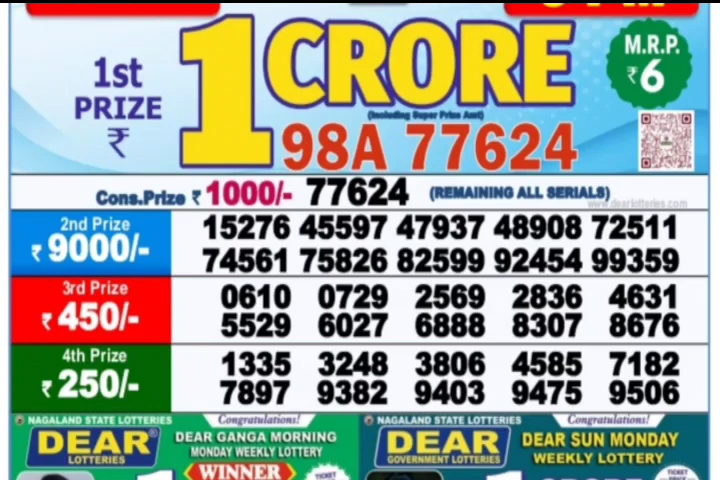 1st
PRIZE
₹
1 CRORE
(Including Super Prize Amt)
98A 77624
M.R.P.
₹6
Cons.Prize ₹ 1000/- 77624 (REMAINING ALL SERIALS)
www.dearlotteries.com
2nd Prize
₹ 9000/-
15276 45597 47937 48908 72511
74561 75826 82599 92454 99359
3rd Prize
₹ 450/-
0610 0729 2569 2836 4631
5529 6027 6888 8307 8676
4th Prize
₹ 250/-
1335 3248 3806 4585 7182
7897 9382 9403 9475 9506
NAGALAND STATE LOTTERIES
Congratulations!
DEAR
LOTTERIES
DEAR GANGA MORNING
MONDAY WEEKLY LOTTERY
WINNER
TICKET
NAGALAND STATE LOTTERIES
Congratulations!
DEAR
GOVERNMENT LOTTERIES
DEAR SUN MONDAY
WEEKLY LOTTERY
TICKET